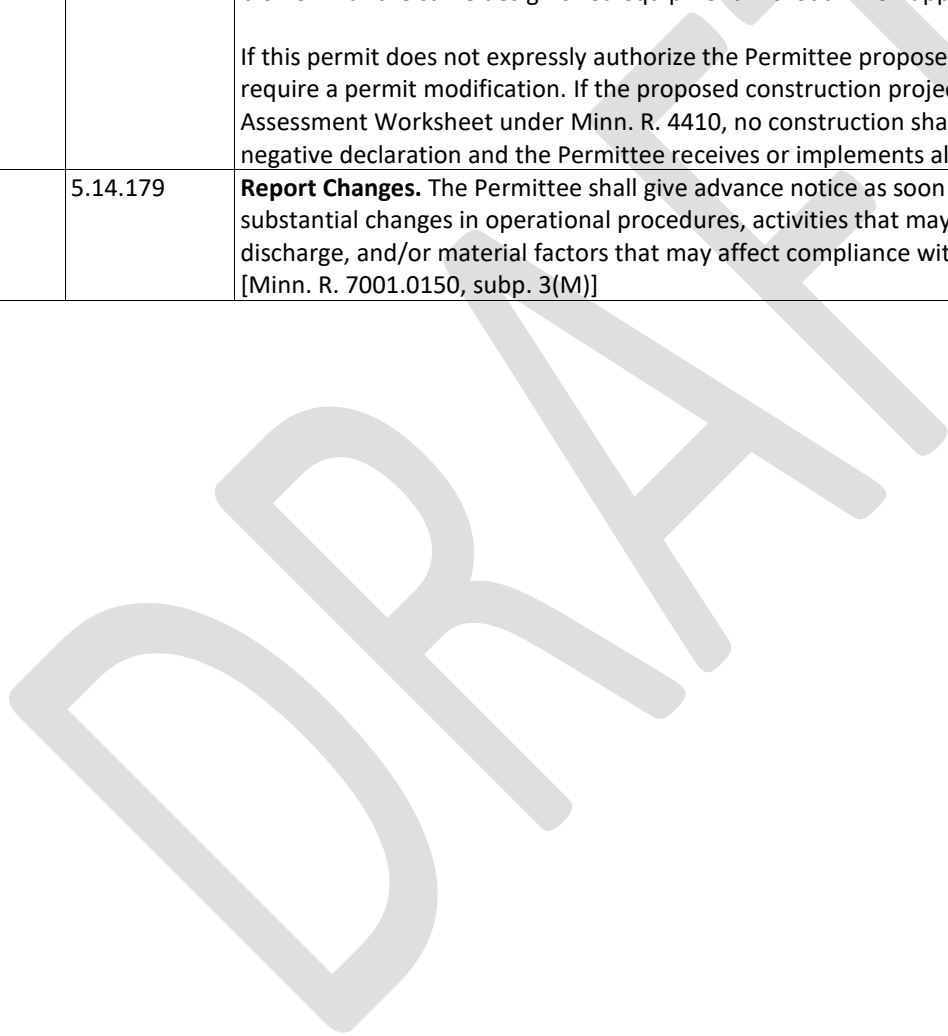 If this permit does not expressly authorize the Permittee propose
require a permit modification. If the proposed construction proje
Assessment Worksheet under Minn. R. 4410, no construction sha
negative declaration and the Permittee receives or implements al
5.14.179 Report Changes. The Permittee shall give advance notice as soon
substantial changes in operational procedures, activities that may
discharge, and/or material factors that may affect compliance wit
[Minn. R. 7001.0150, subp. 3(M)]
DRAFT